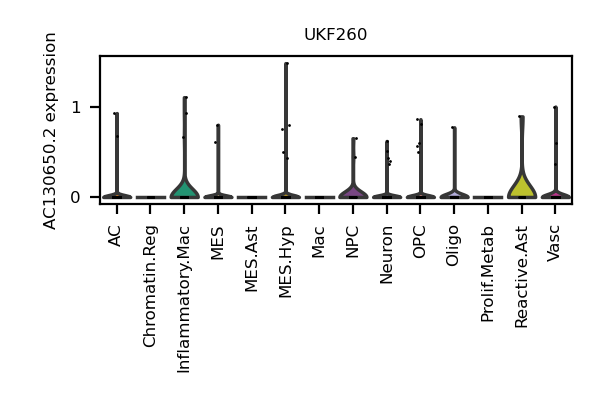 UKF260
AC130650.2 expression
1
0
AC
Chromatin.Reg
Inflammatory.Mac
MES
MES.Ast
MES.Hyp
Mac
NPC
Neuron
OPC
Oligo
Prolif.Metab
Reactive.Ast
Vasc